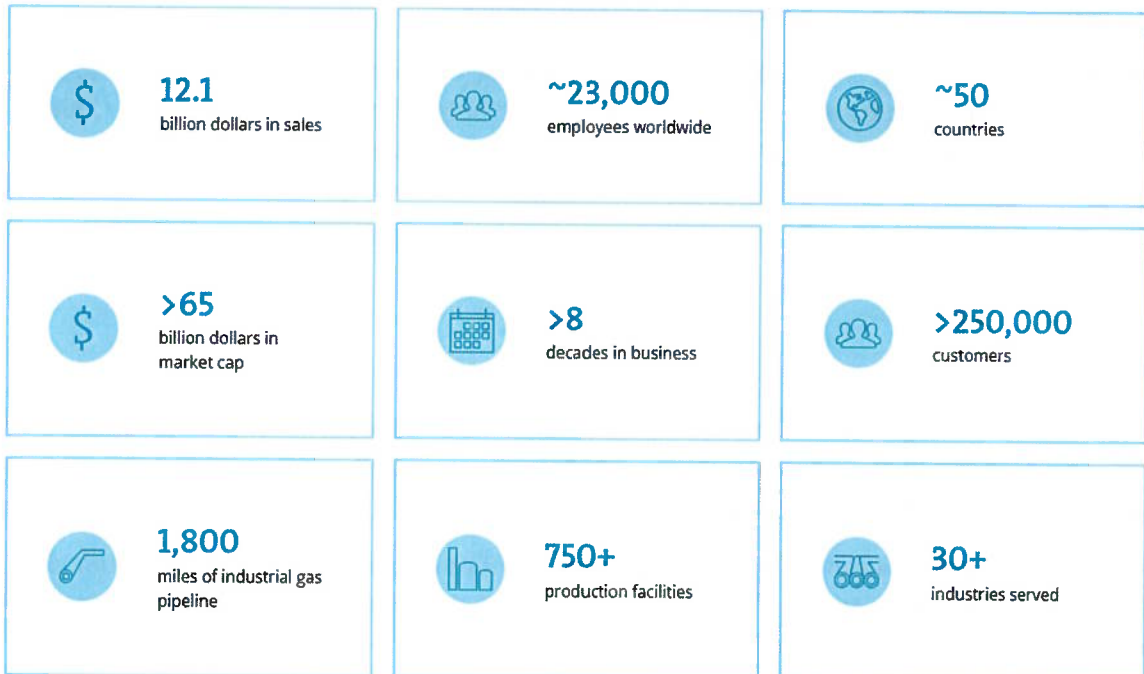 12.1
billion dollars in sales
~23,000
employees worldwide
~50
countries
>65
billion dollars in
market cap
>8
decades in business
>250,000
customers
1,800
miles of industrial gas
pipeline
750+
production facilities
30+
industries served